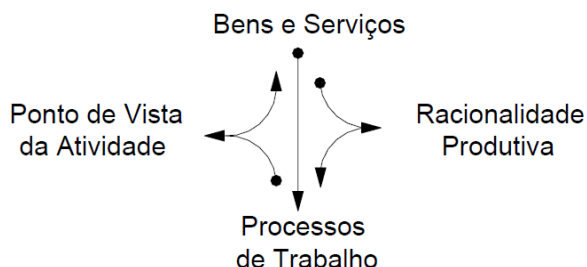 Bens e Serviços
Ponto de Vista
da Atividade
Racionalidade
Produtiva
Processos
de Trabalho